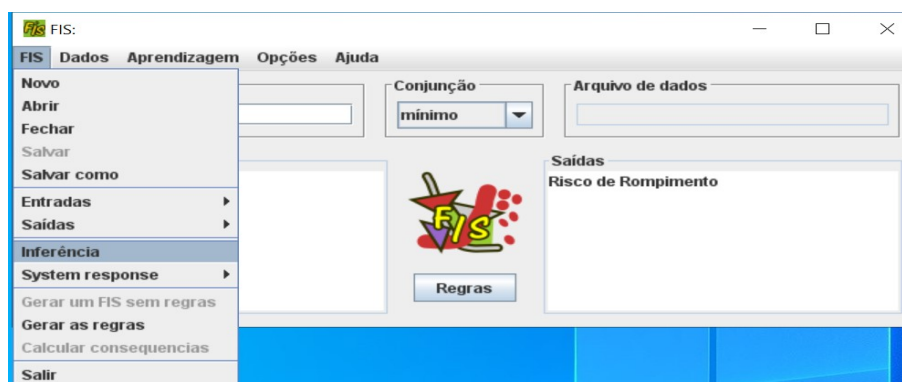 Fis FIS:
FIS Dados Aprendizagem Opções Ajuda
Novo
Abrir
Fechar
Salvar
Salvar como
Entradas
Saídas
Inferência
System response
Gerar um FIS sem regras
Gerar as regras
Calcular consequencias
Salir
Conjunção
mínimo
Arquivo de dados
FIS
Regras
Saídas
Risco de Rompimento